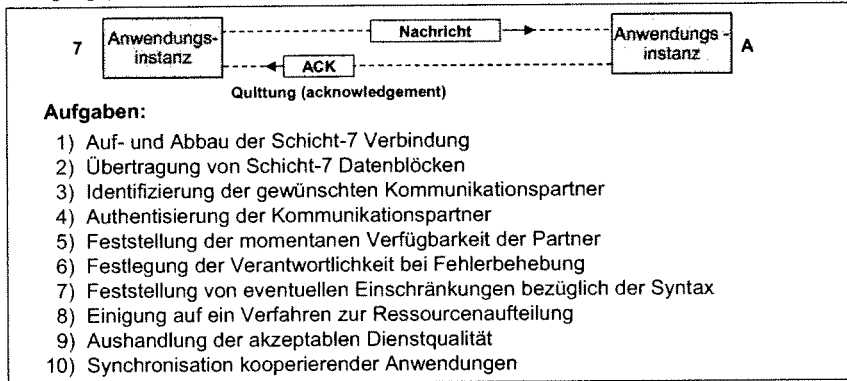 7 Anwendungs- Nachricht Anwendungs- A
instanz instanz
ACK
Quittung (acknowledgement)
Aufgaben:
1) Auf- und Abbau der Schicht-7 Verbindung
2) Übertragung von Schicht-7 Datenblöcken
3) Identifizierung der gewünschten Kommunikationspartner
4) Authentisierung der Kommunikationspartner
5) Feststellung der momentanen Verfügbarkeit der Partner
6) Festlegung der Verantwortlichkeit bei Fehlerbehebung
7) Feststellung von eventuellen Einschränkungen bezüglich der Syntax
8) Einigung auf ein Verfahren zur Ressourcenaufteilung
9) Aushandlung der akzeptablen Dienstqualität
10) Synchronisation kooperierender Anwendungen